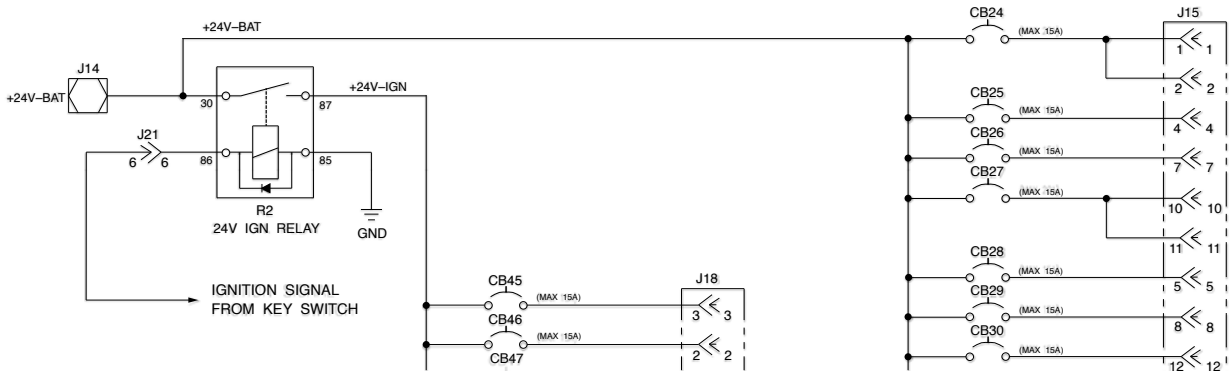 +24V-BAT
CB24
(MAX 15A)
J15
1 1
J14
+24V-BAT
30
87
+24V-IGN
2 2
CB25
(MAX 15A)
4 4
J21
6 6
86
85
CB26
(MAX 15A)
7 7
CB27
(MAX 15A)
10 10
R2
24V IGN RELAY
GND
11 11
IGNITION SIGNAL
FROM KEY SWITCH
CB28
(MAX 15A)
5 5
CB45
(MAX 15A)
J18
3 3
CB29
(MAX 15A)
8 8
CB46
(MAX 15A)
2 2
CB30
(MAX 15A)
12 12
CB47